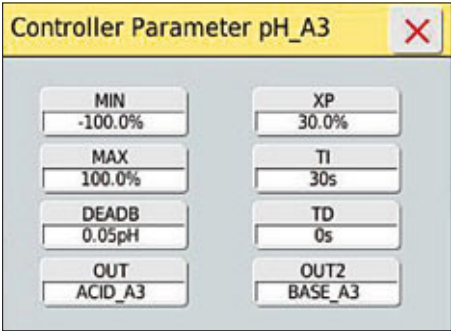 Controller Parameter pH_A3
MIN
-100.0%
XP
30.0%
MAX
100.0%
TI
30s
DEADB
0.05pH
TD
0s
OUT
ACID_A3
OUT2
BASE_A3